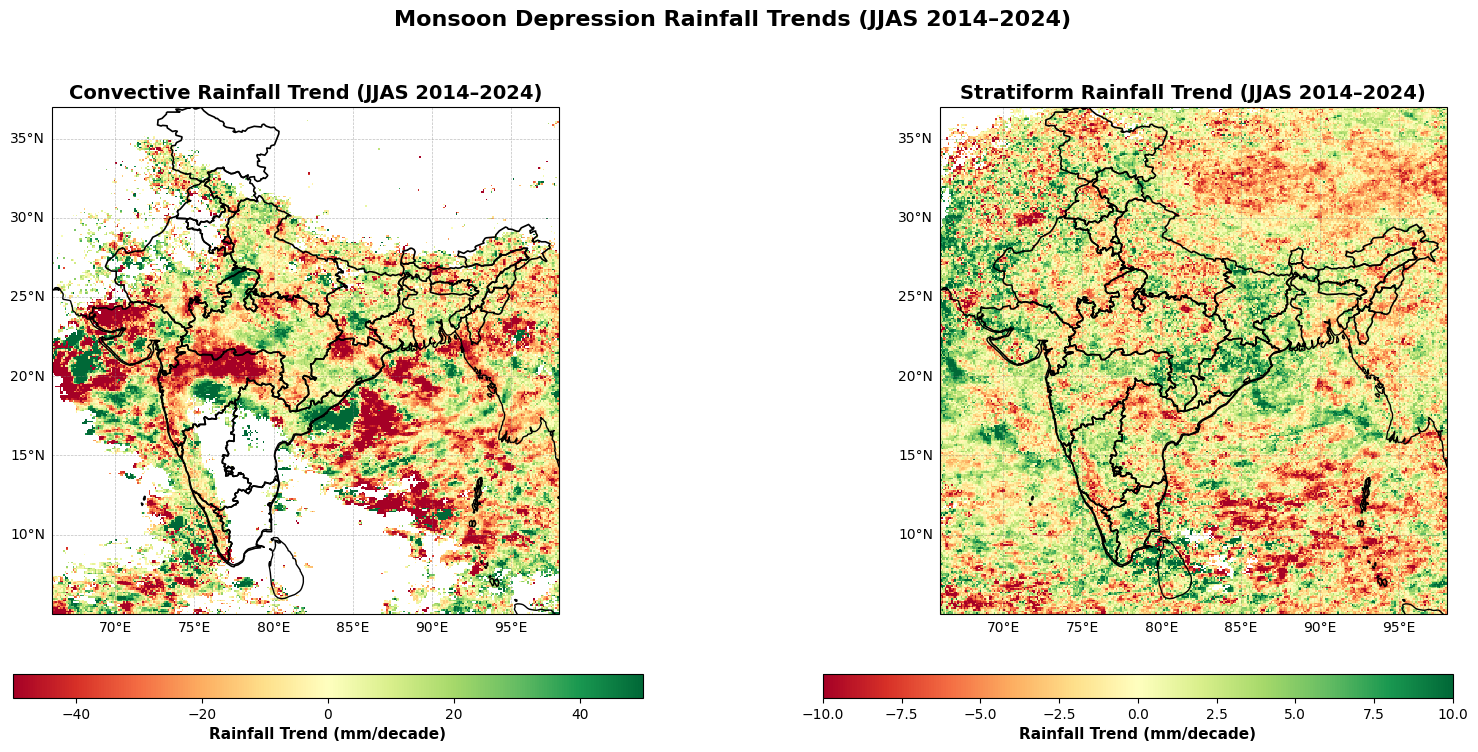 Monsoon Depression Rainfall Trends (JJAS 2014–2024)
Convective Rainfall Trend (JJAS 2014–2024)
35°N
30°N
25°N
20°N
15°N
10°N
70°E 75°E 80°E 85°E 90°E 95°E
−40 −20 0 20 40
Rainfall Trend (mm/decade)
Stratiform Rainfall Trend (JJAS 2014–2024)
35°N
30°N
25°N
20°N
15°N
10°N
70°E 75°E 80°E 85°E 90°E 95°E
−10.0 −7.5 −5.0 −2.5 0.0 2.5 5.0 7.5 10.0
Rainfall Trend (mm/decade)